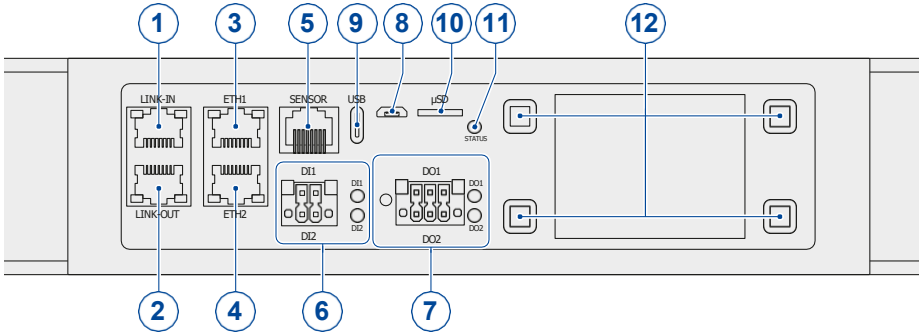 1 3 5 9 8 10 11 12
LINK-IN ETH1 SENSOR USB µSD
STATUS
DI1 DI1 DO1 DO1
DI2 DO2
LINK-OUT ETH2 DI2 DO2
2 4 6 7